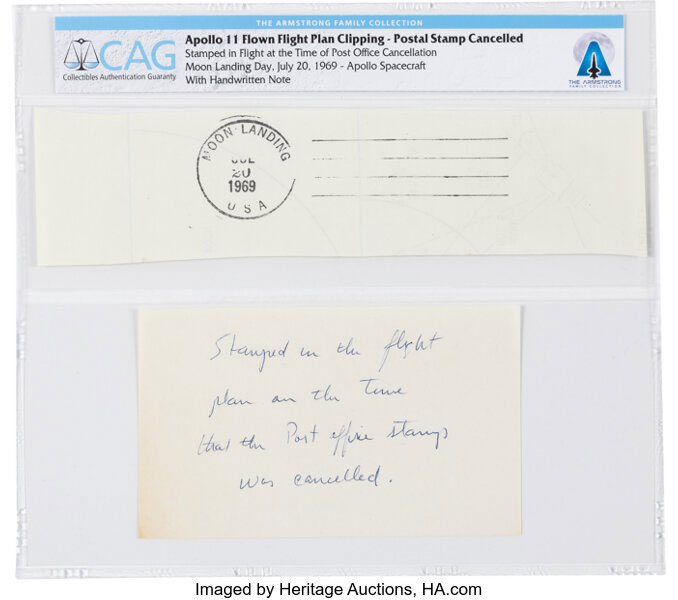 THE ARMSTRONG FAMILY COLLECTION
CAG
Collectibles Authentication Guaranty
Apollo 11 Flown Flight Plan Clipping - Postal Stamp Cancelled
Stamped in Flight at the Time of Post Office Cancellation
Moon Landing Day, July 20, 1969 - Apollo Spacecraft
With Handwritten Note
THE ARMSTRONG
FAMILY COLLECTION
MOON LANDING
JUL
20
1969
USA
Stamped in the flight
plan on the time
that the Post office stamp
was cancelled.
Imaged by Heritage Auctions, HA.com